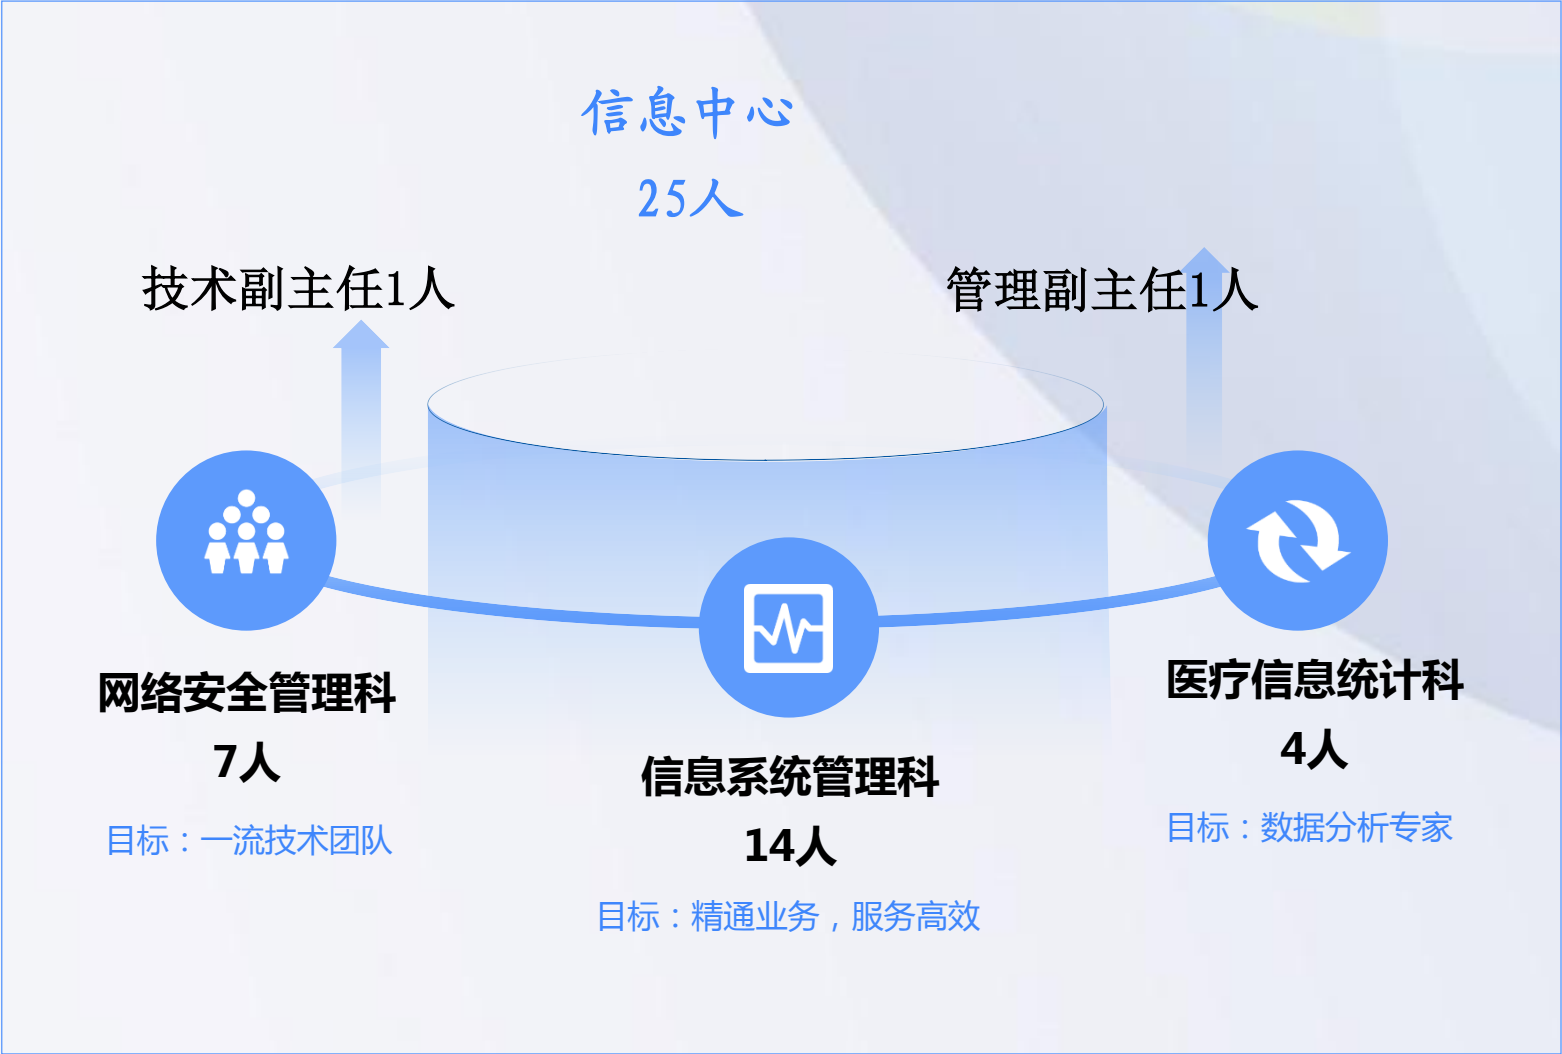 信息中心
25人
技术副主任1人
管理副主任1人
网络安全管理科
7人
目标：一流技术团队
信息系统管理科
14人
目标：精通业务，服务高效
医疗信息统计科
4人
目标：数据分析专家